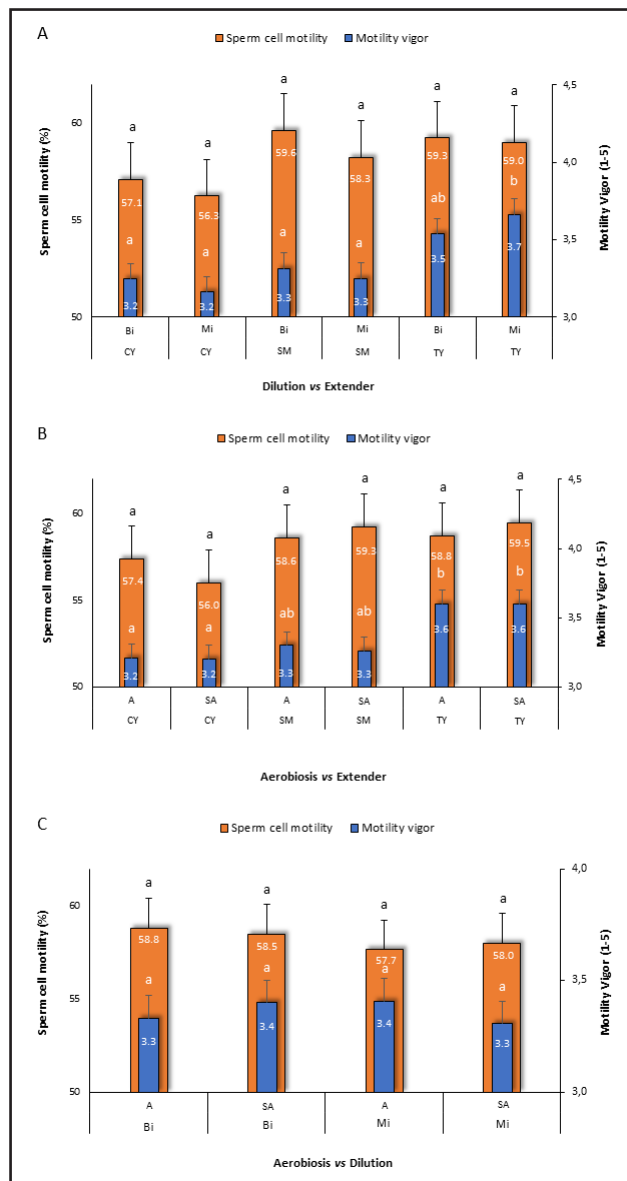 A
Sperm cell motility Motility vigor
a a a a a a
60 55 50
Sperm celll motility (%)
4,5 4,0 3,5 3,0
Motility Vigor (1-5)
57.1 56.3 59.6 58.3 59.3 59.0
a a a a ab b
3.2 3.2 3.3 3.3 3.5 3.7
Bi Mi Bi Mi Bi Mi
CY CY SM SM TY TY
Dilution vs Extender
B
Sperm cell motility Motility vigor
a a a a a a
60 55 50
Sperm cell motility (%)
4,5 4,0 3,5 3,0
Motility Vigor (1-5)
57.4 56.0 58.6 59.3 58.8 59.5
a a ab ab b b
3.2 3.2 3.3 3.3 3.6 3.6
A SA A SA A SA
CY CY SM SM TY TY
Aerobiosis vs Extender
C
Sperm cell motility Motility vigor
a a a a
60 55 50
Sperm cell motility (%)
4,0 3,5 3,0
Motility Vigor (1-5)
58.8 58.5 57.7 58.0
a a a a
3.3 3.4 3.4 3.3
A SA A SA
Bi Bi Mi Mi
Aerobiosis vs Dilution